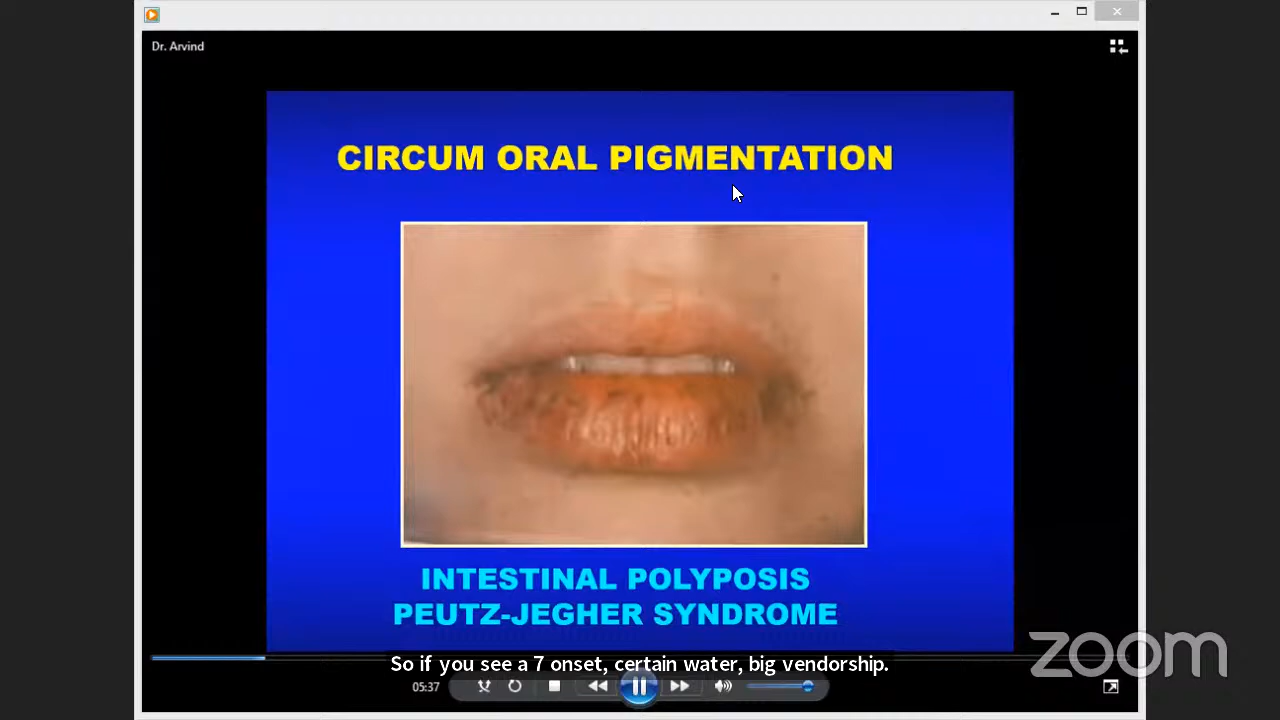 Dr. Arvind
CIRCUM ORAL PIGMENTATION
INTESTINAL POLYPOSIS
PEUTZ-JEGHER SYNDROME
So if you see a 7 onset, certain water, big vendorship.
zoom
05:37